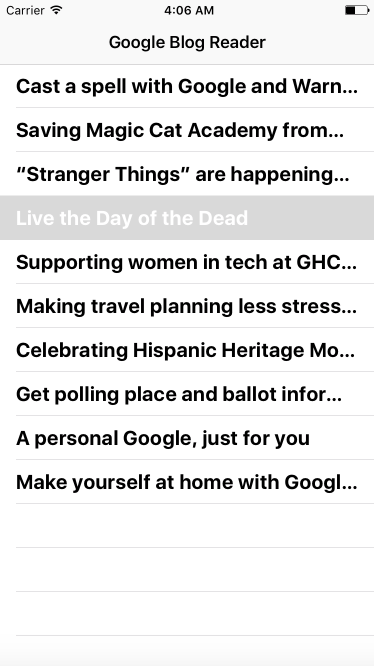 Carrier 4:06 AM
Google Blog Reader
Cast a spell with Google and Warn...
Saving Magic Cat Academy from...
“Stranger Things” are happening...
Live the Day of the Dead
Supporting women in tech at GHC...
Making travel planning less stress...
Celebrating Hispanic Heritage Mo...
Get polling place and ballot infor...
A personal Google, just for you
Make yourself at home with Googl...